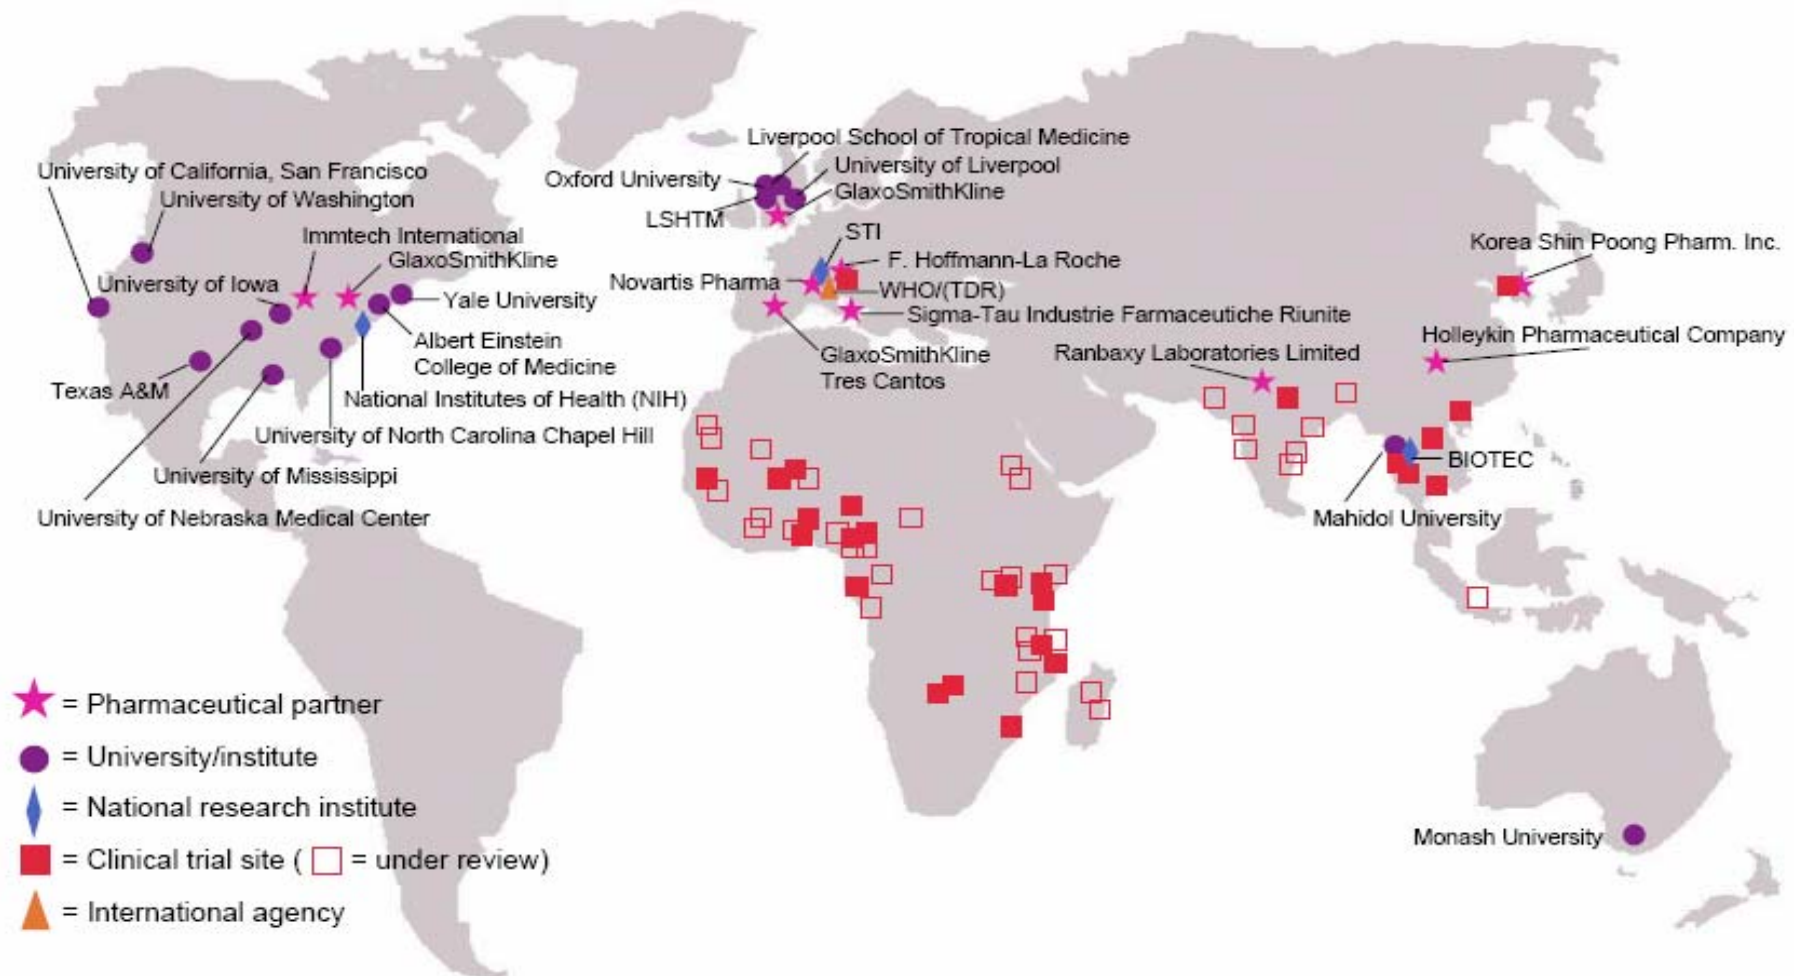 Liverpool School of Tropical Medicine
University of California, San Francisco
University of Liverpool
Oxford University
GlaxoSmithKline
University of Washington
LSHTM
STI
Immtech International
Korea Shin Poong Pharm. Inc.
GlaxoSmithKline
F. Hoffmann-La Roche
University of Iowa
Novartis Pharma
WHO/(TDR)
Yale University
Sigma-Tau Industrie Farmaceutiche Riunite
Holleykin Pharmaceutical Company
Albert Einstein
College of Medicine
GlaxoSmithKline
Tres Cantos
Ranbaxy Laboratories Limited
Texas A&M
National Institutes of Health (NIH)
University of North Carolina Chapel Hill
BIOTEC
University of Mississippi
University of Nebraska Medical Center
Mahidol University
= Pharmaceutical partner
= University/institute
= National research institute
Monash University
= Clinical trial site ( = under review)
= International agency